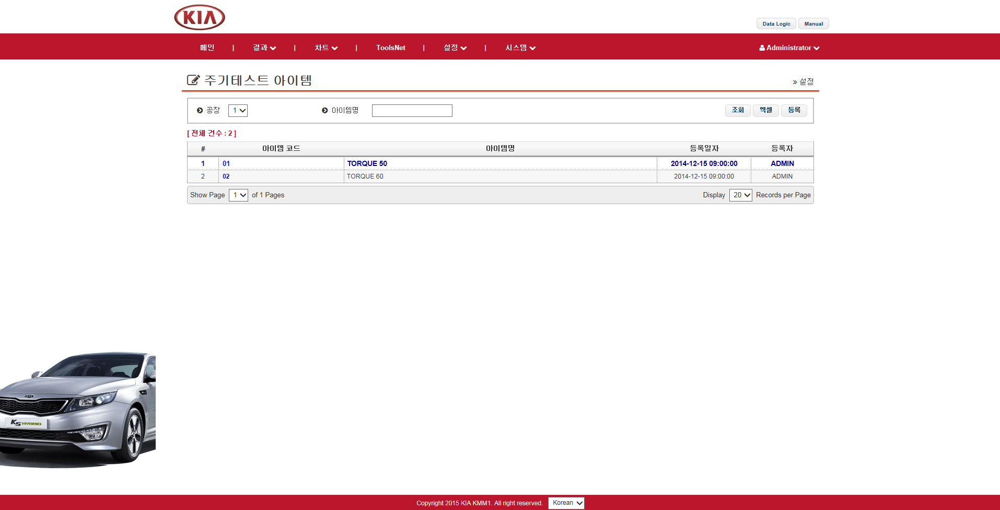 KIA
Data Logic Manual
메인 | 결과 | 차트 | ToolsNet | 설정 | 시스템 Administrator
주기테스트 아이템 » 설정
공장 1 아이템명 조회 엑셀 등록
[ 전체 건수 : 2 ]
# 아이템 코드 아이템명 등록일자 등록자
1 01 TORQUE 50 2014-12-15 09:00:00 ADMIN
2 02 TORQUE 60 2014-12-15 09:00:00 ADMIN
Show Page 1 of 1 Pages Display 20 Records per Page
K5 HYBRID
Copyright 2015 KIA KMM1. All right reserved. Korean